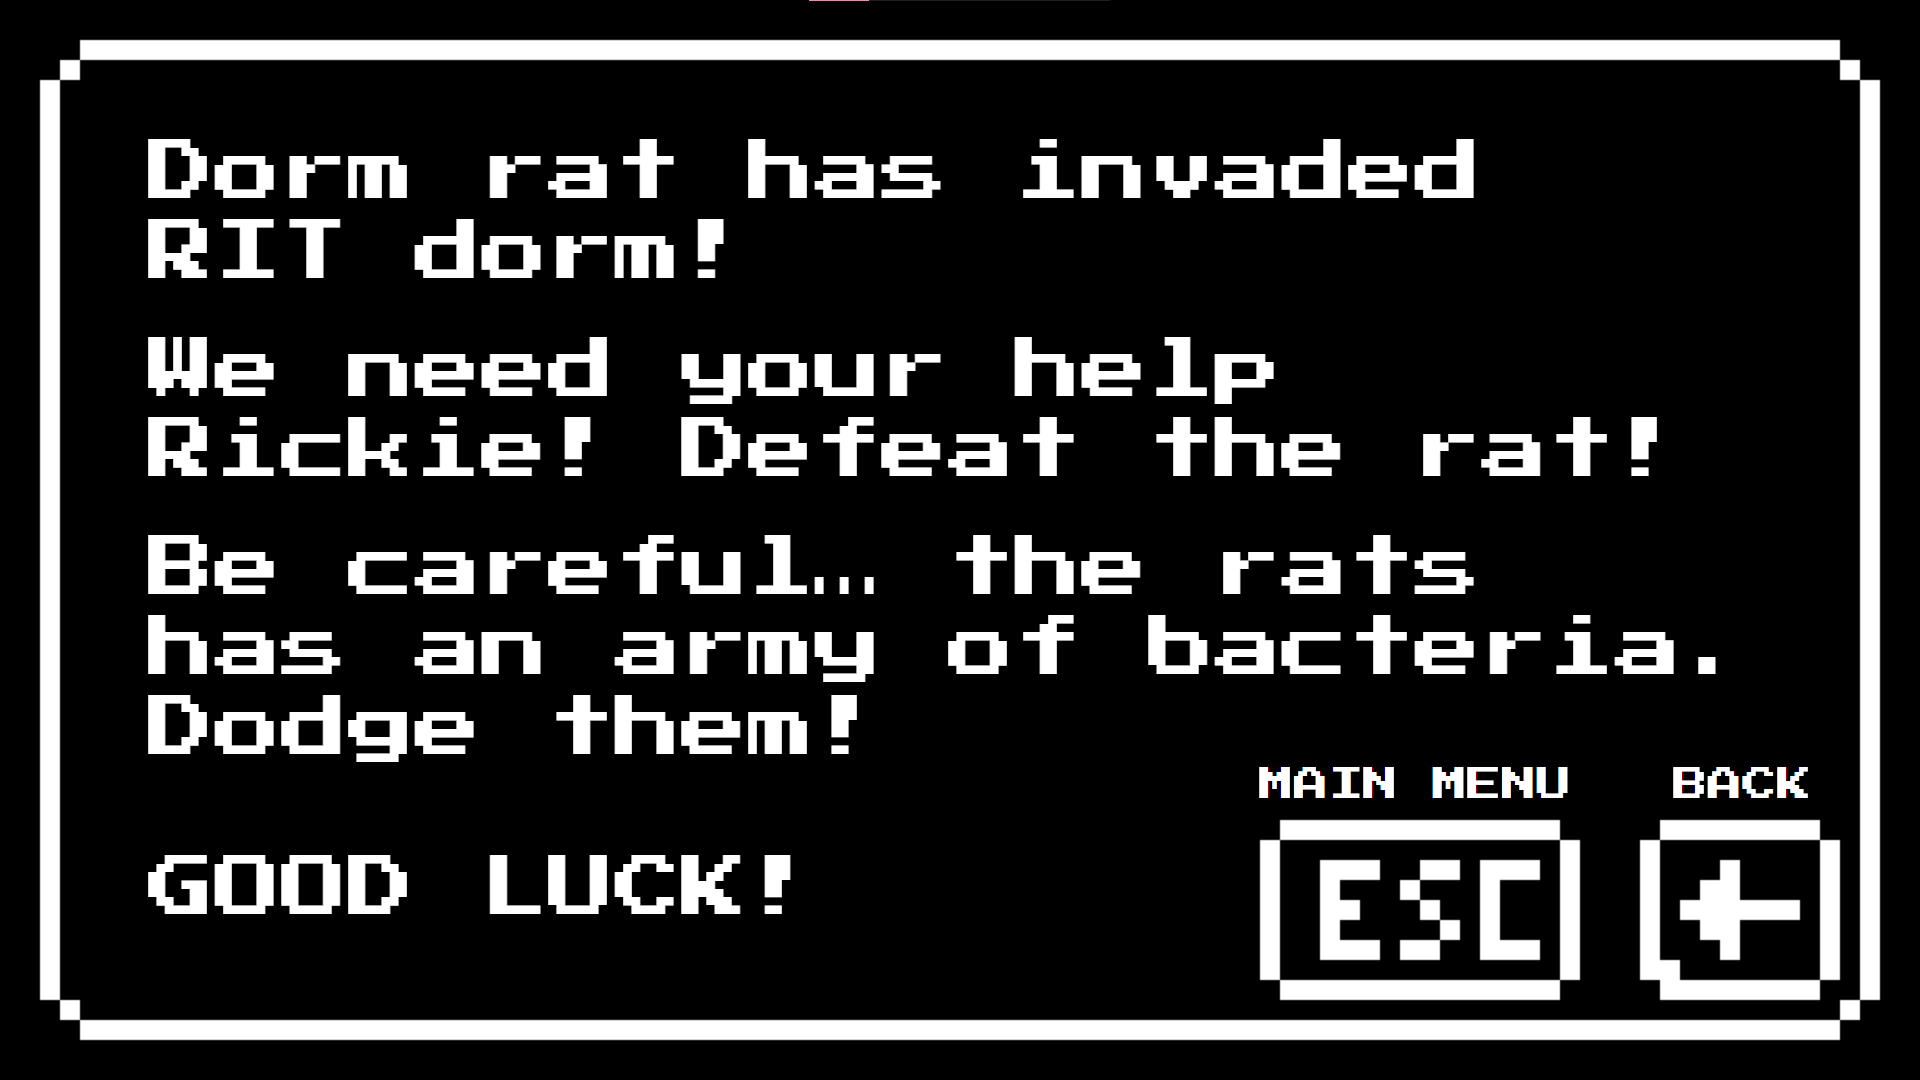 Dorm rat has invaded
RIT dorm!
We need your help
Rickie! Defeat the rat!
Be careful... the rats
has an army of bacteria.
Dodge them!
MAIN MENU BACK
GOOD LUCK!
ESC